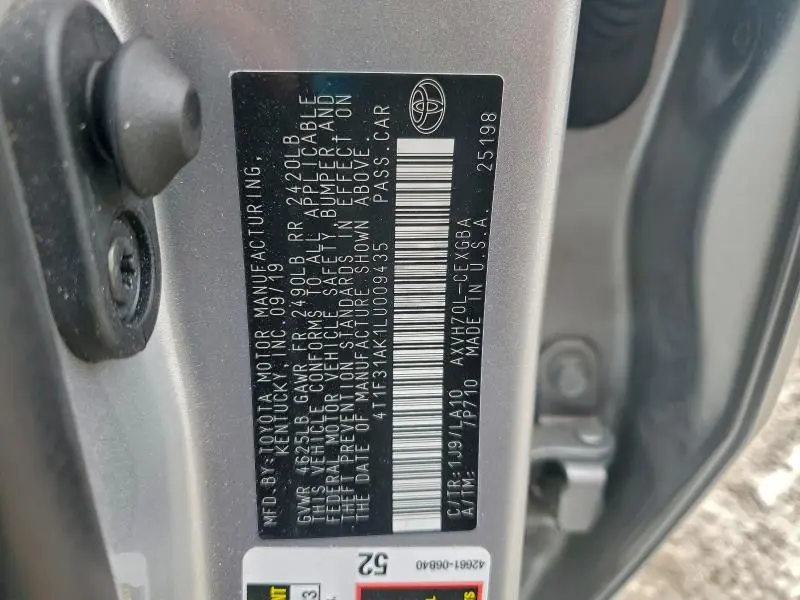 MFD. BY: TOYOTA MOTOR MANUFACTURING,
KENTUCKY, INC. 09/19
GVWR 4625LB GAWR FR 2490LB RR 2420LB
THIS VEHICLE CONFORMS TO ALL APPLICABLE
FEDERAL MOTOR VEHICLE SAFETY, BUMPER, AND
THEFT PREVENTION STANDARDS IN EFFECT ON
THE DATE OF MANUFACTURE SHOWN ABOVE.
4T1F31AK1LU009435 PASS. CAR
C/TR: 1J9/LA10 AXVH70L-CEXGBA
A/TM: /P710 MADE IN U.S.A. 25198
52
42661-06B40